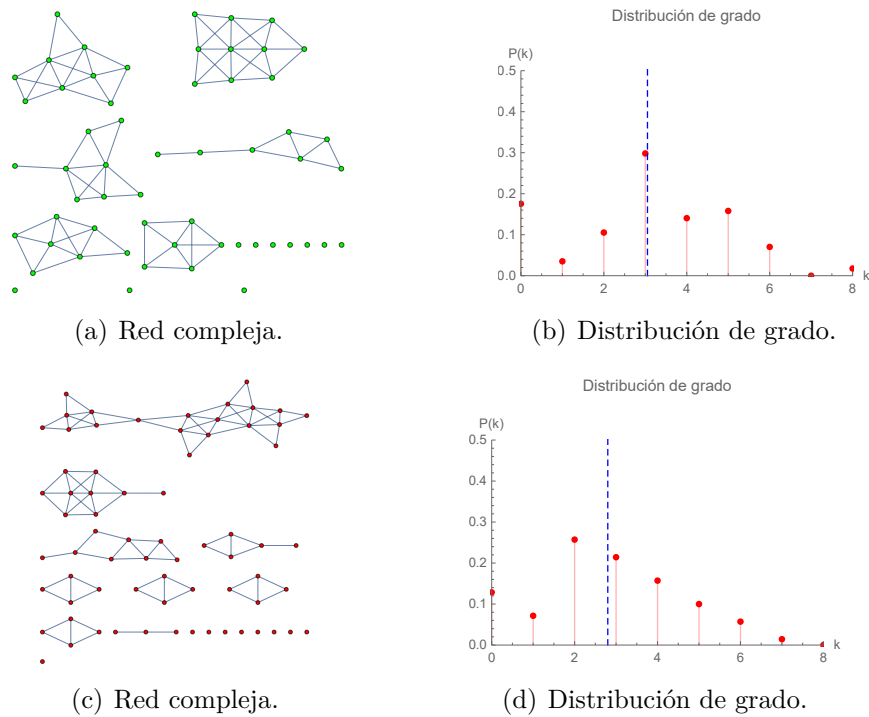 Distribución de grado
P(k)
0.5
0.4
0.3
0.2
0.1
0.0
0 2 4 6 8 k
(a) Red compleja. (b) Distribución de grado.
Distribución de grado
P(k)
0.5
0.4
0.3
0.2
0.1
0.0
0 2 4 6 8 k
(c) Red compleja. (d) Distribución de grado.